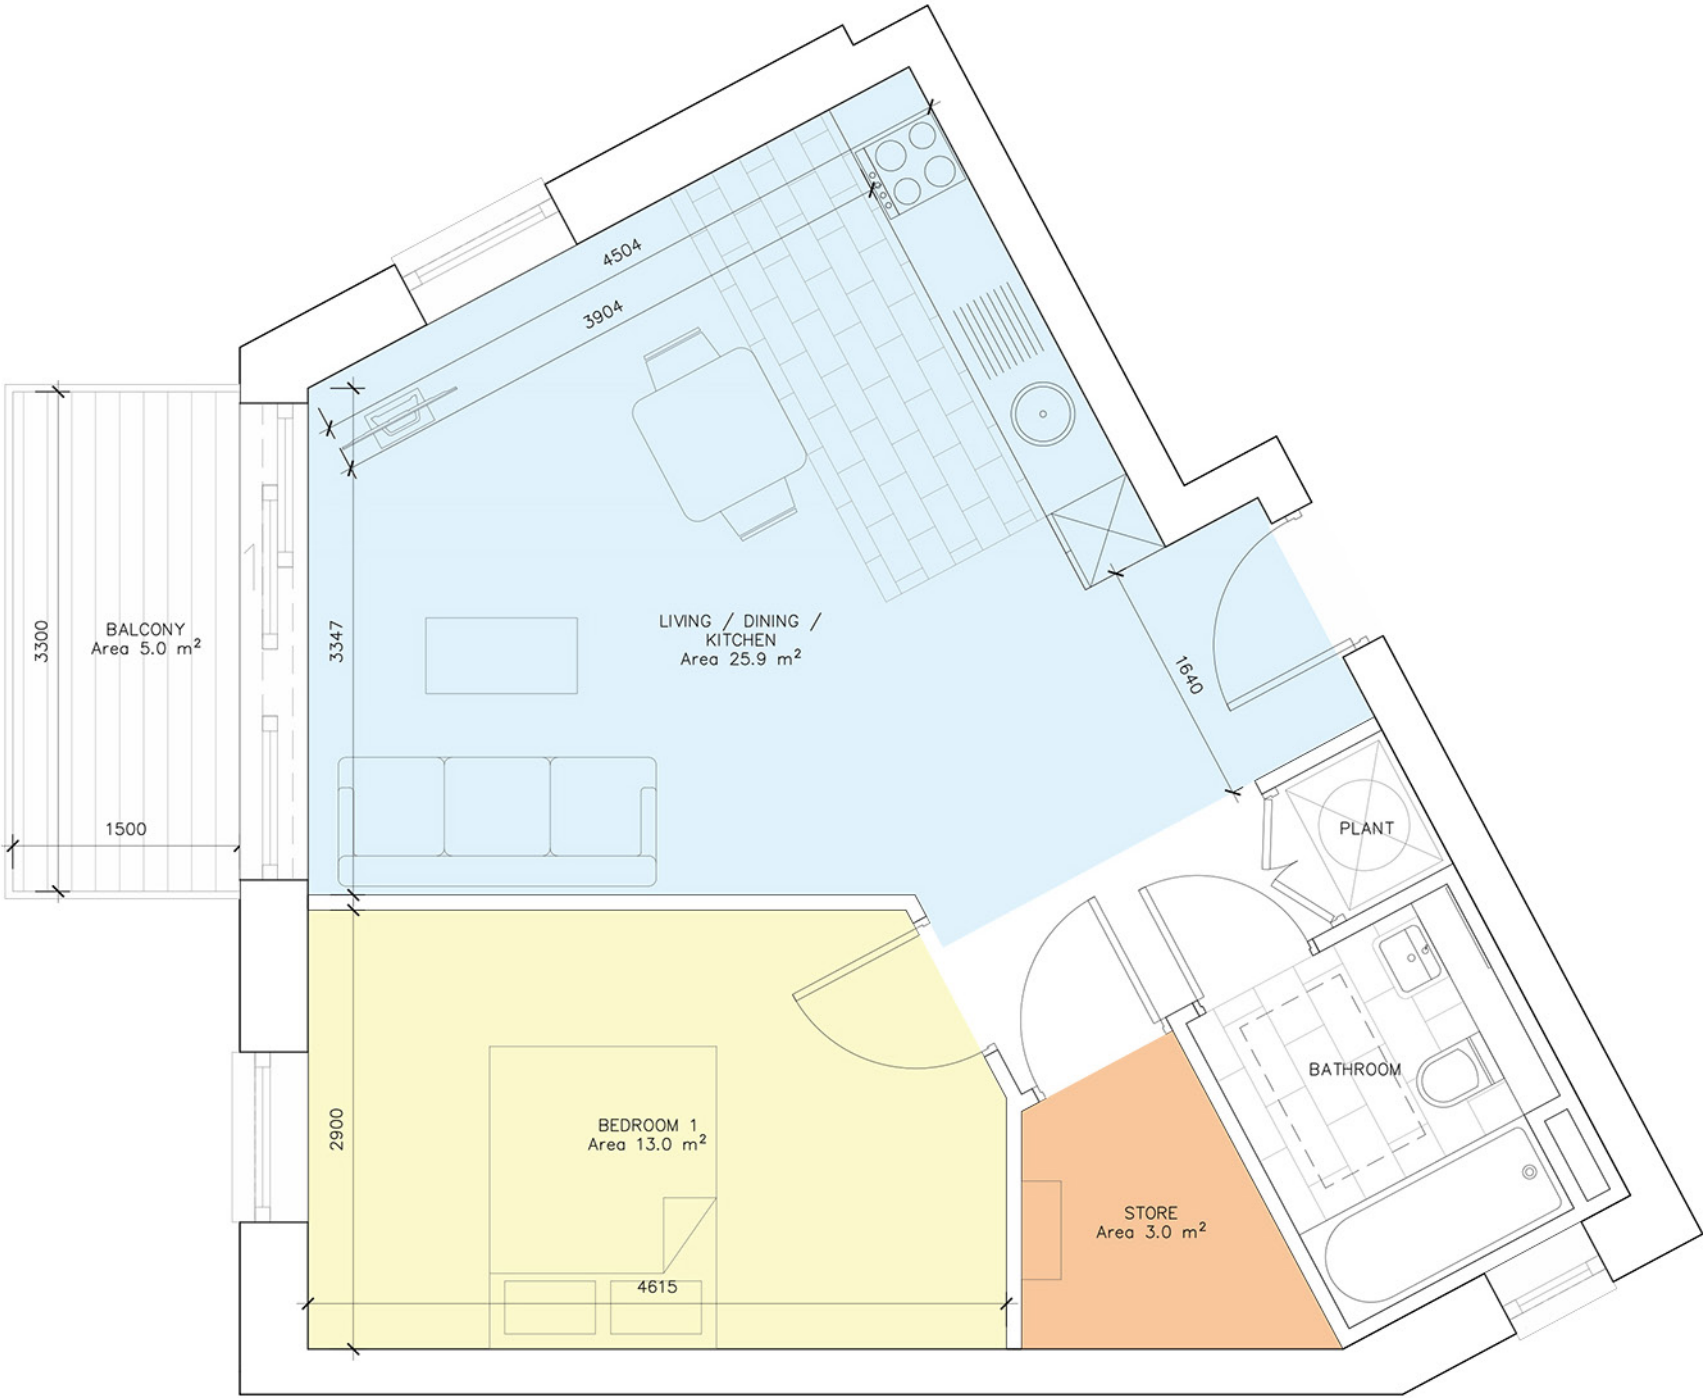 4504
3904
3300
BALCONY
Area 5.0 m²
3347
LIVING / DINING /
KITCHEN
Area 25.9 m²
1640
1500
PLANT
BATHROOM
2900
BEDROOM 1
Area 13.0 m²
STORE
Area 3.0 m²
4615